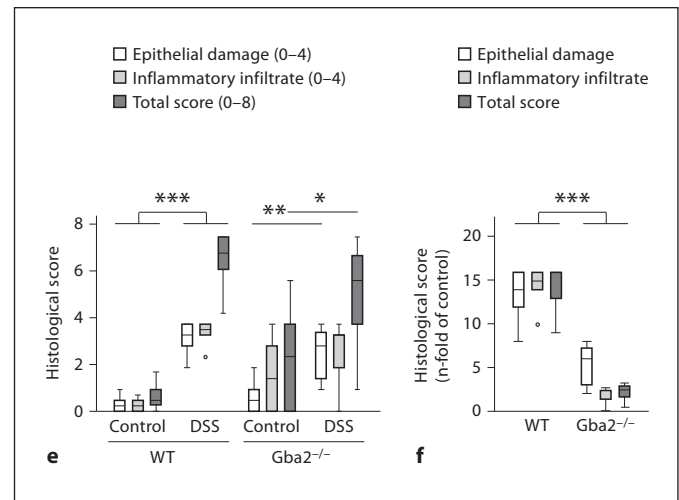 Epithelial damage (0–4)
Inflammatory infiltrate (0–4)
Total score (0–8)
Epithelial damage
Inflammatory infiltrate
Total score
***
**
*
Histological score
8
6
4
2
0
Control
DSS
Control
DSS
WT
Gba2⁻/⁻
e
***
Histological score
(n-fold of control)
20
15
10
5
0
WT
Gba2⁻/⁻
f